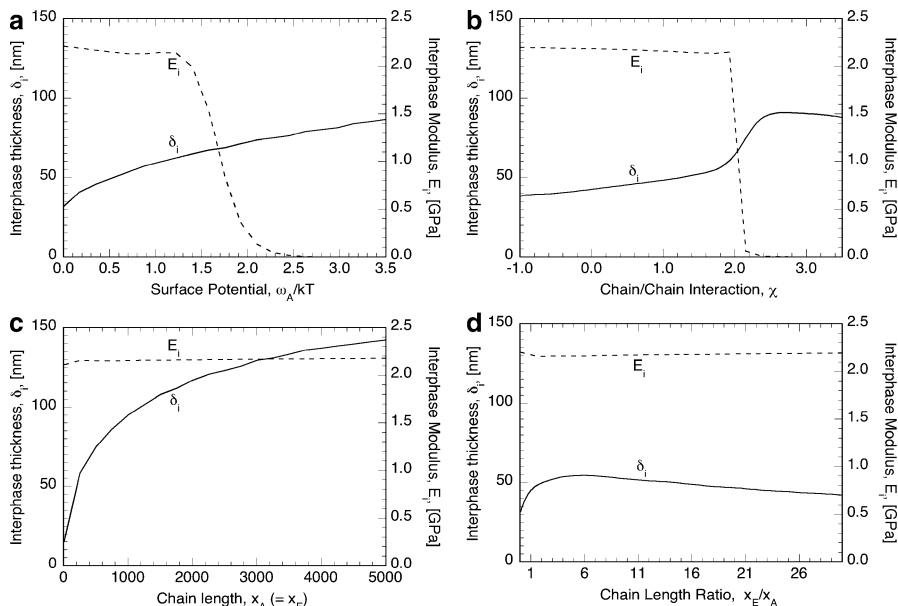 a
150
100
50
0
Interphase thickness, δi, [nm]
2.5
2.0
1.5
1.0
0.5
0.0
Interphase Modulus, Ei, [GPa]
Ei
δi
0.0 0.5 1.0 1.5 2.0 2.5 3.0 3.5
Surface Potential, ωA/kT
b
150
100
50
0
Interphase thickness, δi, [nm]
2.5
2.0
1.5
1.0
0.5
0.0
Interphase Modulus, Ei, [GPa]
Ei
δi
-1.0 0.0 1.0 2.0 3.0
Chain/Chain Interaction, χ
c
150
100
50
0
Interphase thickness, δi, [nm]
2.5
2.0
1.5
1.0
0.5
0.0
Interphase Modulus, Ei, [GPa]
Ei
δi
0 1000 2000 3000 4000 5000
Chain length, xA (= xE)
d
150
100
50
0
Interphase thickness, δi, [nm]
2.5
2.0
1.5
1.0
0.5
0.0
Interphase Modulus, Ei, [GPa]
Ei
δi
1 6 11 16 21 26
Chain Length Ratio, xE/xA